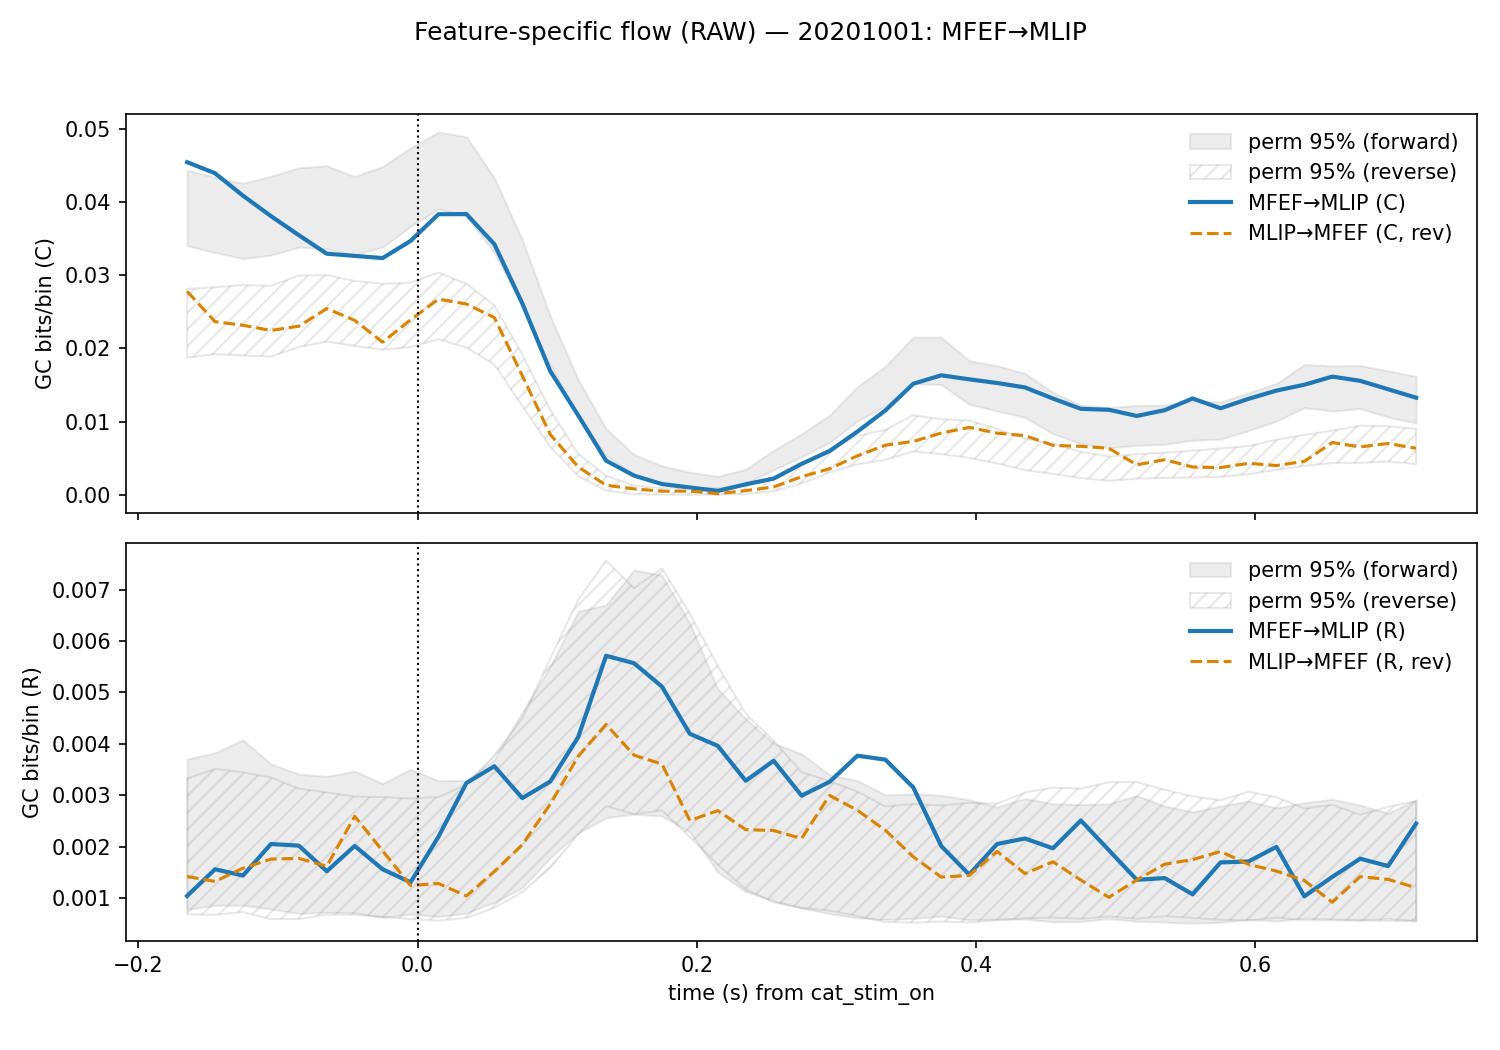 Feature-specific flow (RAW) — 20201001: MFEF→MLIP
GC bits/bin (C)
0.05
0.04
0.03
0.02
0.01
0.00
perm 95% (forward)
perm 95% (reverse)
MFEF→MLIP (C)
MLIP→MFEF (C, rev)
GC bits/bin (R)
0.007
0.006
0.005
0.004
0.003
0.002
0.001
perm 95% (forward)
perm 95% (reverse)
MFEF→MLIP (R)
MLIP→MFEF (R, rev)
−0.2 0.0 0.2 0.4 0.6
time (s) from cat_stim_on